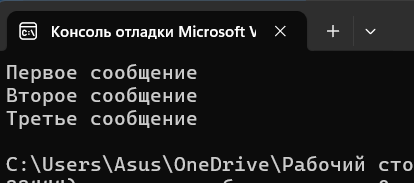 Консоль отладки Microsoft V
Первое сообщение
Второе сообщение
Третье сообщение
C:\Users\Asus\OneDrive\Рабочий сто